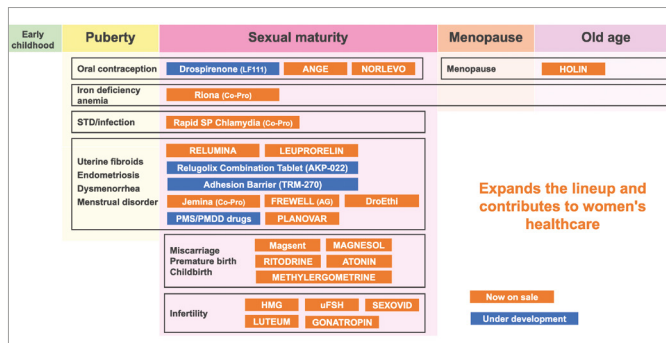 Early
childhood
Puberty
Sexual maturity
Menopause
Old age
Oral contraception
Drospirenone (LF111)
ANGE
NORLEVO
Menopause
HOLIN
Iron deficiency
anemia
Riona (Co-Pro)
STD/infection
Rapid SP Chlamydia (Co-Pro)
Uterine fibroids
Endometriosis
Dysmenorrhea
Menstrual disorder
RELUMINA
LEUPRORELIN
Relugolix Combination Tablet (AKP-022)
Adhesion Barrier (TRM-270)
Jemina (Co-Pro)
FREWELL (AG)
DroEthi
PMS/PMDD drugs
PLANOVAR
Expands the lineup and
contributes to women's
healthcare
Miscarriage
Premature birth
Childbirth
Magsent
MAGNESOL
RITODRINE
ATONIN
METHYLERGOMETRINE
Infertility
HMG
uFSH
SEXOVID
LUTEUM
GONATROPIN
Now on sale
Under development